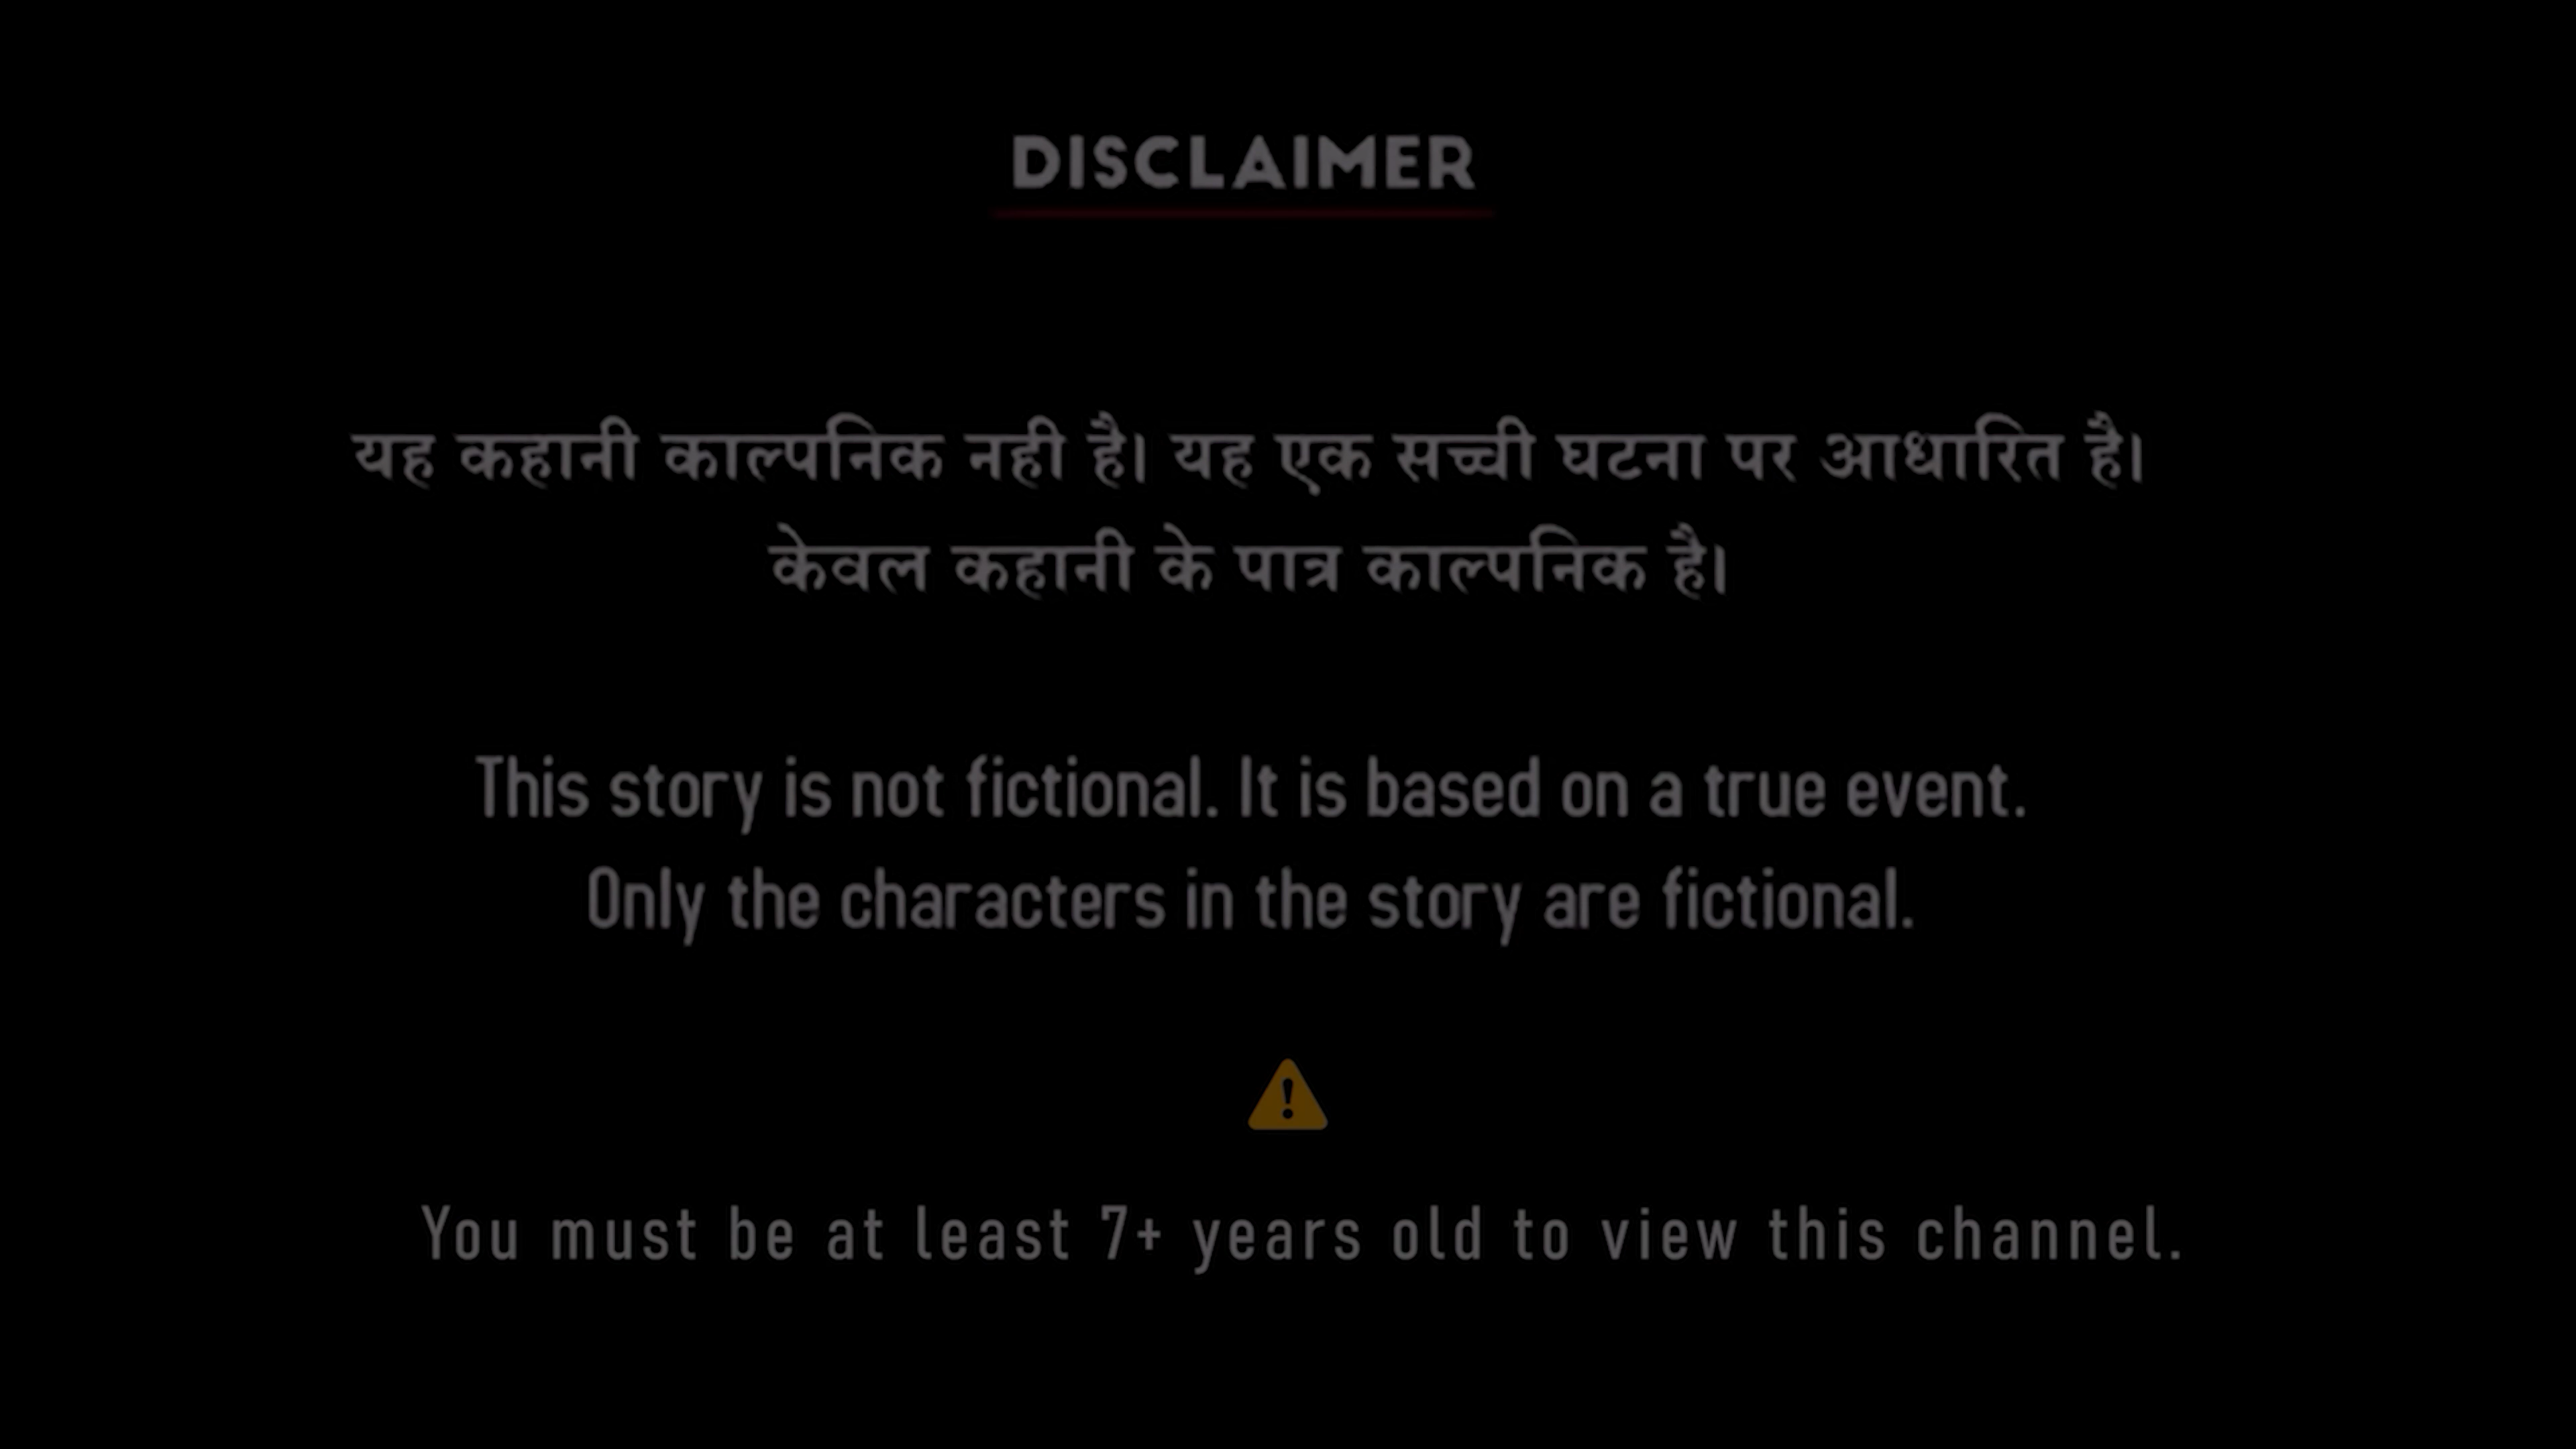 DISCLAIMER
यह कहानी काल्पनिक नही है। यह एक सच्ची घटना पर आधारित है।
केवल कहानी के पात्र काल्पनिक है।
This story is not fictional. It is based on a true event.
Only the characters in the story are fictional.
You must be at least 7+ years old to view this channel.